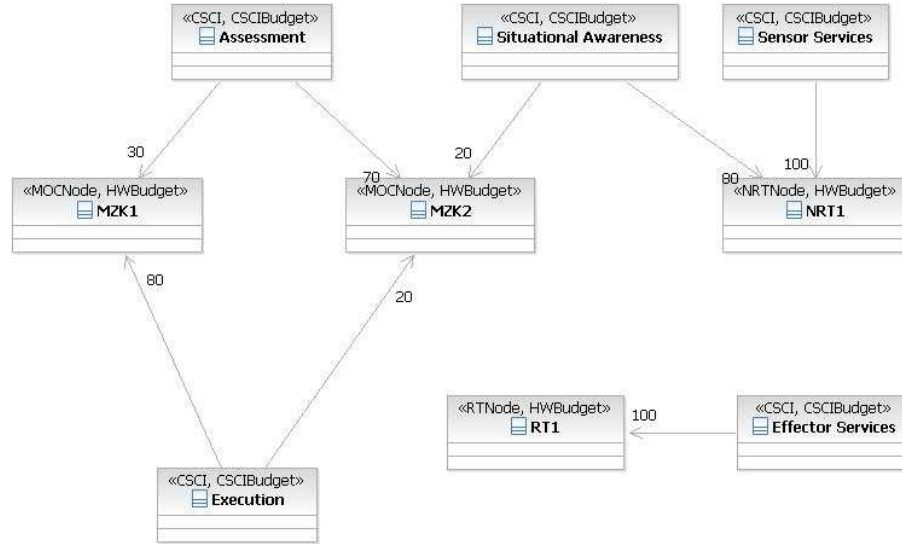 «CSCI, CSCIBudget»
Assessment
«CSCI, CSCIBudget»
Situational Awareness
«CSCI, CSCIBudget»
Sensor Services
30
70
20
80
100
«MOCNode, HWBudget»
MZK1
«MOCNode, HWBudget»
MZK2
«NRTNode, HWBudget»
NRT1
80
20
«RTNode, HWBudget»
RT1
100
«CSCI, CSCIBudget»
Effector Services
«CSCI, CSCIBudget»
Execution